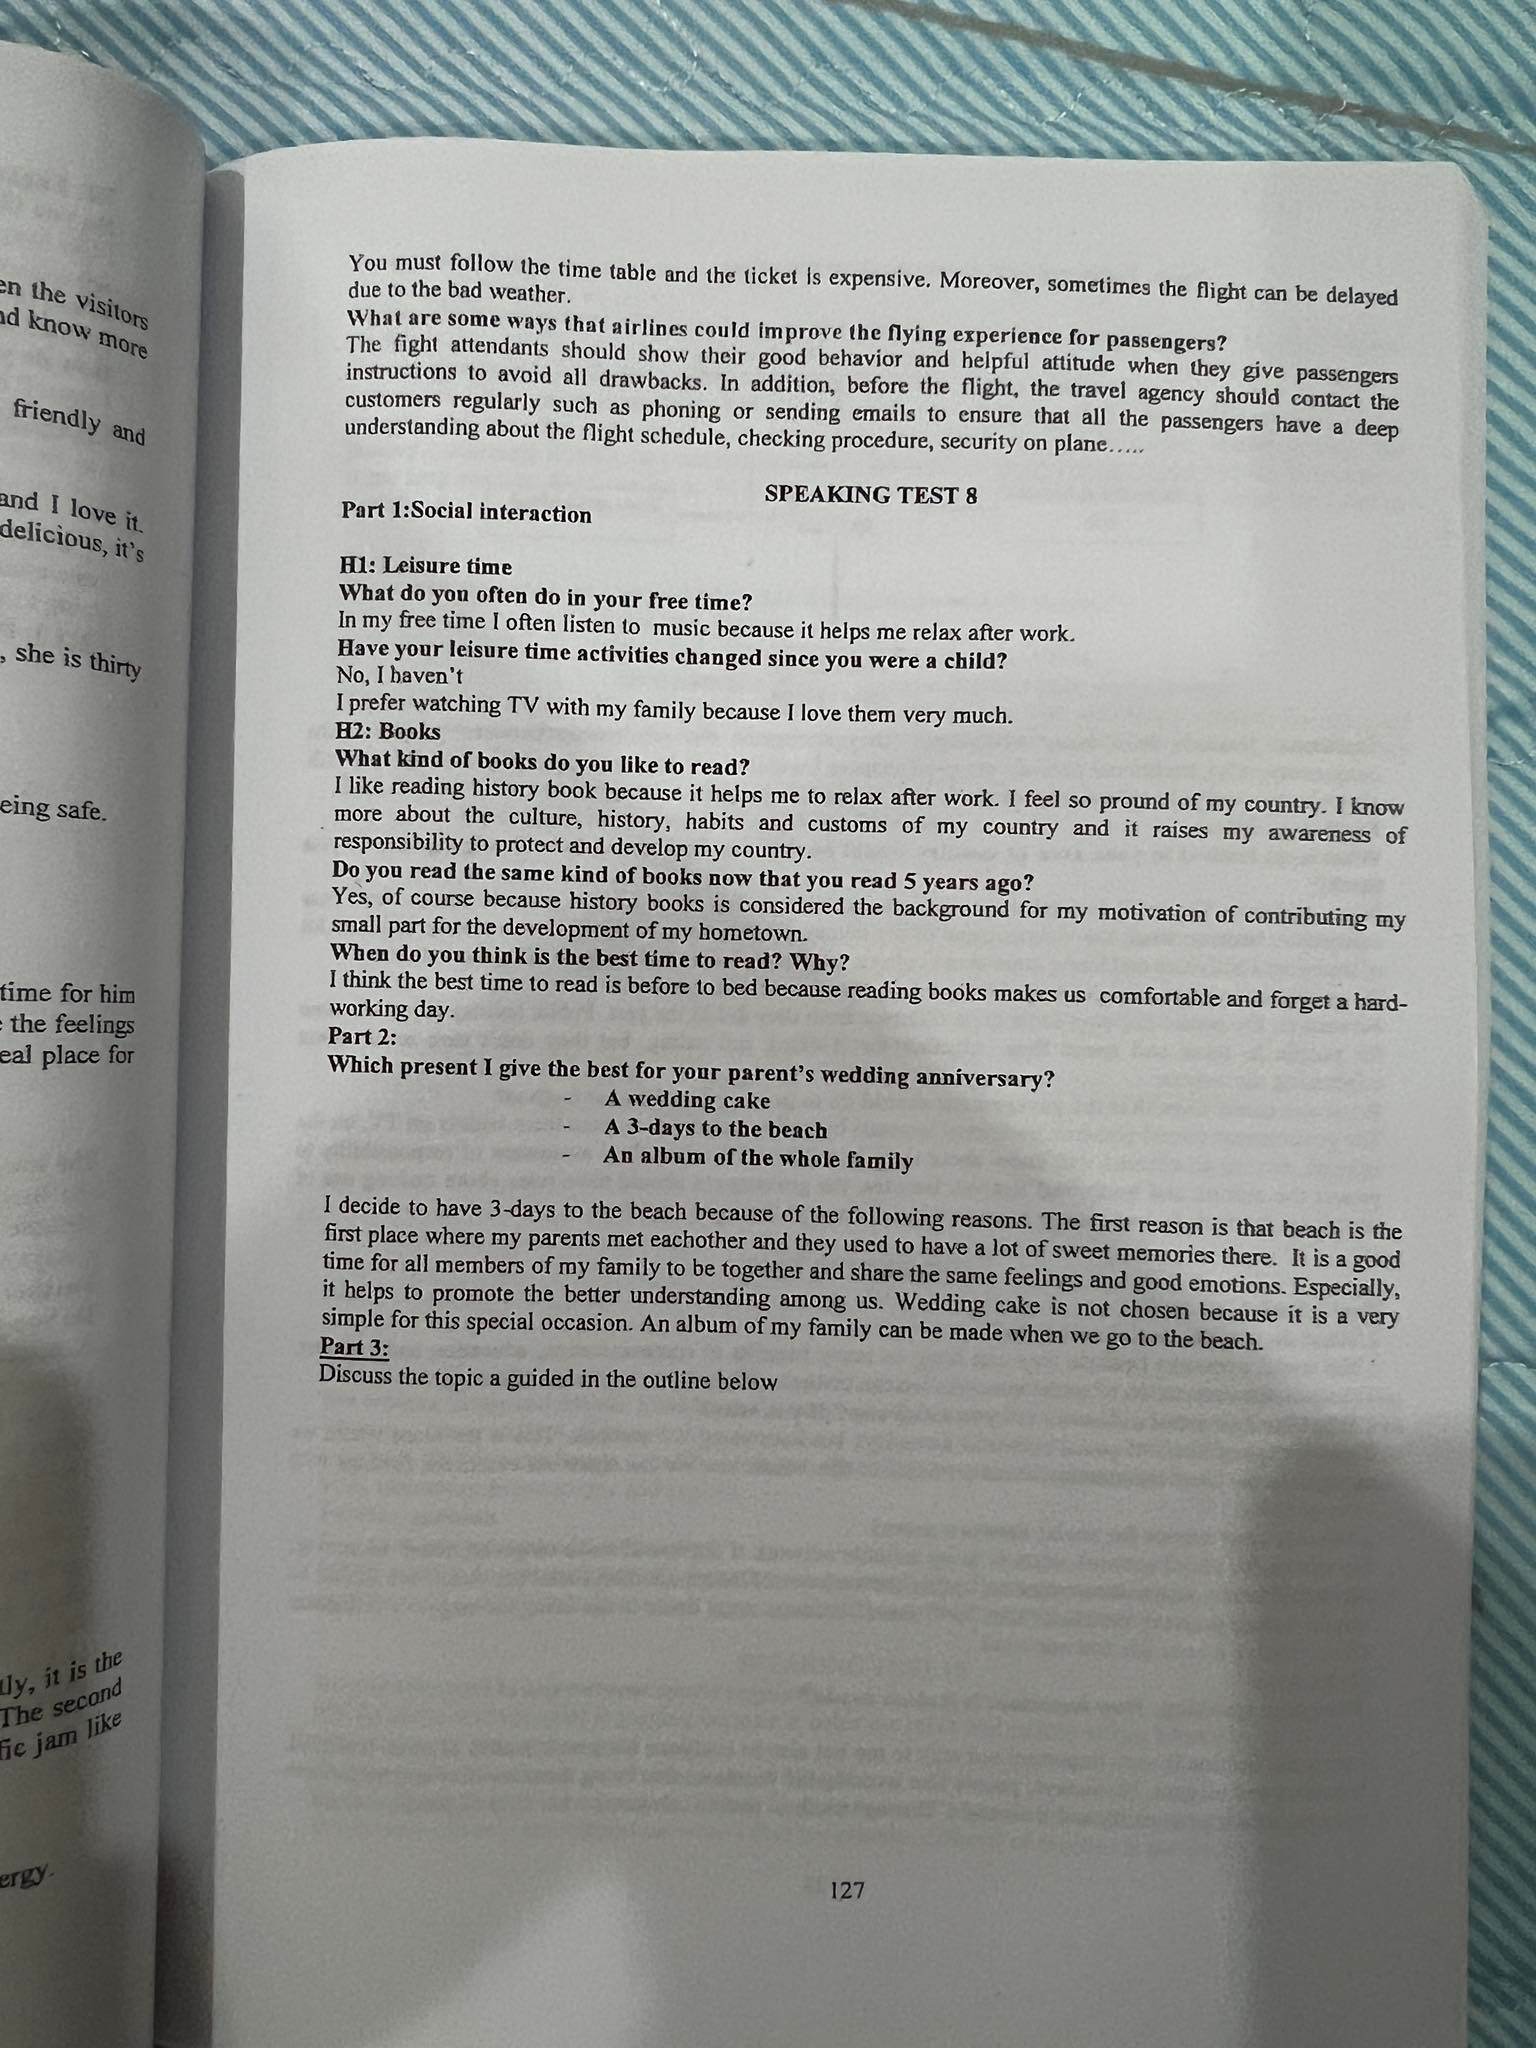 en the visitors
nd know more
friendly and
and I love it.
delicious, it's
, she is thirty
eing safe.
time for him
the feelings
eal place for
lly, it is the
The second
fic jam like
ergy.
You must follow the time table and the ticket is expensive. Moreover, sometimes the flight can be delayed
due to the bad weather.
What are some ways that airlines could improve the flying experience for passengers?
The fight attendants should show their good behavior and helpful attitude when they give passengers
instructions to avoid all drawbacks. In addition, before the flight, the travel agency should contact the
customers regularly such as phoning or sending emails to ensure that all the passengers have a deep
understanding about the flight schedule, checking procedure, security on plane.....
SPEAKING TEST 8
Part 1:Social interaction
H1: Leisure time
What do you often do in your free time?
In my free time I often listen to music because it helps me relax after work.
Have your leisure time activities changed since you were a child?
No, I haven't
I prefer watching TV with my family because I love them very much.
H2: Books
What kind of books do you like to read?
I like reading history book because it helps me to relax after work. I feel so pround of my country. I know
more about the culture, history, habits and customs of my country and it raises my awareness of
responsibility to protect and develop my country.
Do you read the same kind of books now that you read 5 years ago?
Yes, of course because history books is considered the background for my motivation of contributing my
small part for the development of my hometown.
When do you think is the best time to read? Why?
I think the best time to read is before to bed because reading books makes us comfortable and forget a hard-
working day.
Part 2:
Which present I give the best for your parent's wedding anniversary?
- A wedding cake
- A 3-days to the beach
- An album of the whole family
I decide to have 3-days to the beach because of the following reasons. The first reason is that beach is the
first place where my parents met eachother and they used to have a lot of sweet memories there. It is a good
time for all members of my family to be together and share the same feelings and good emotions. Especially,
it helps to promote the better understanding among us. Wedding cake is not chosen because it is a very
simple for this special occasion. An album of my family can be made when we go to the beach.
Part 3:
Discuss the topic a guided in the outline below
127